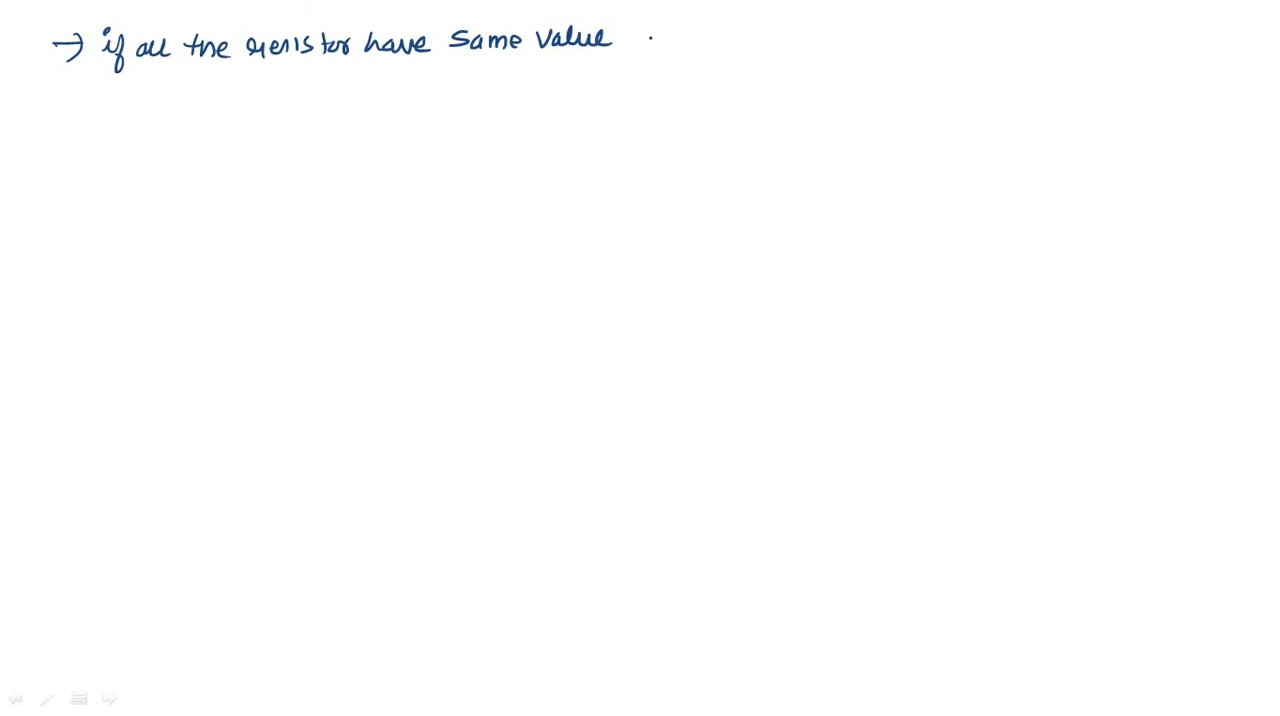 → if all the resistor have same value .